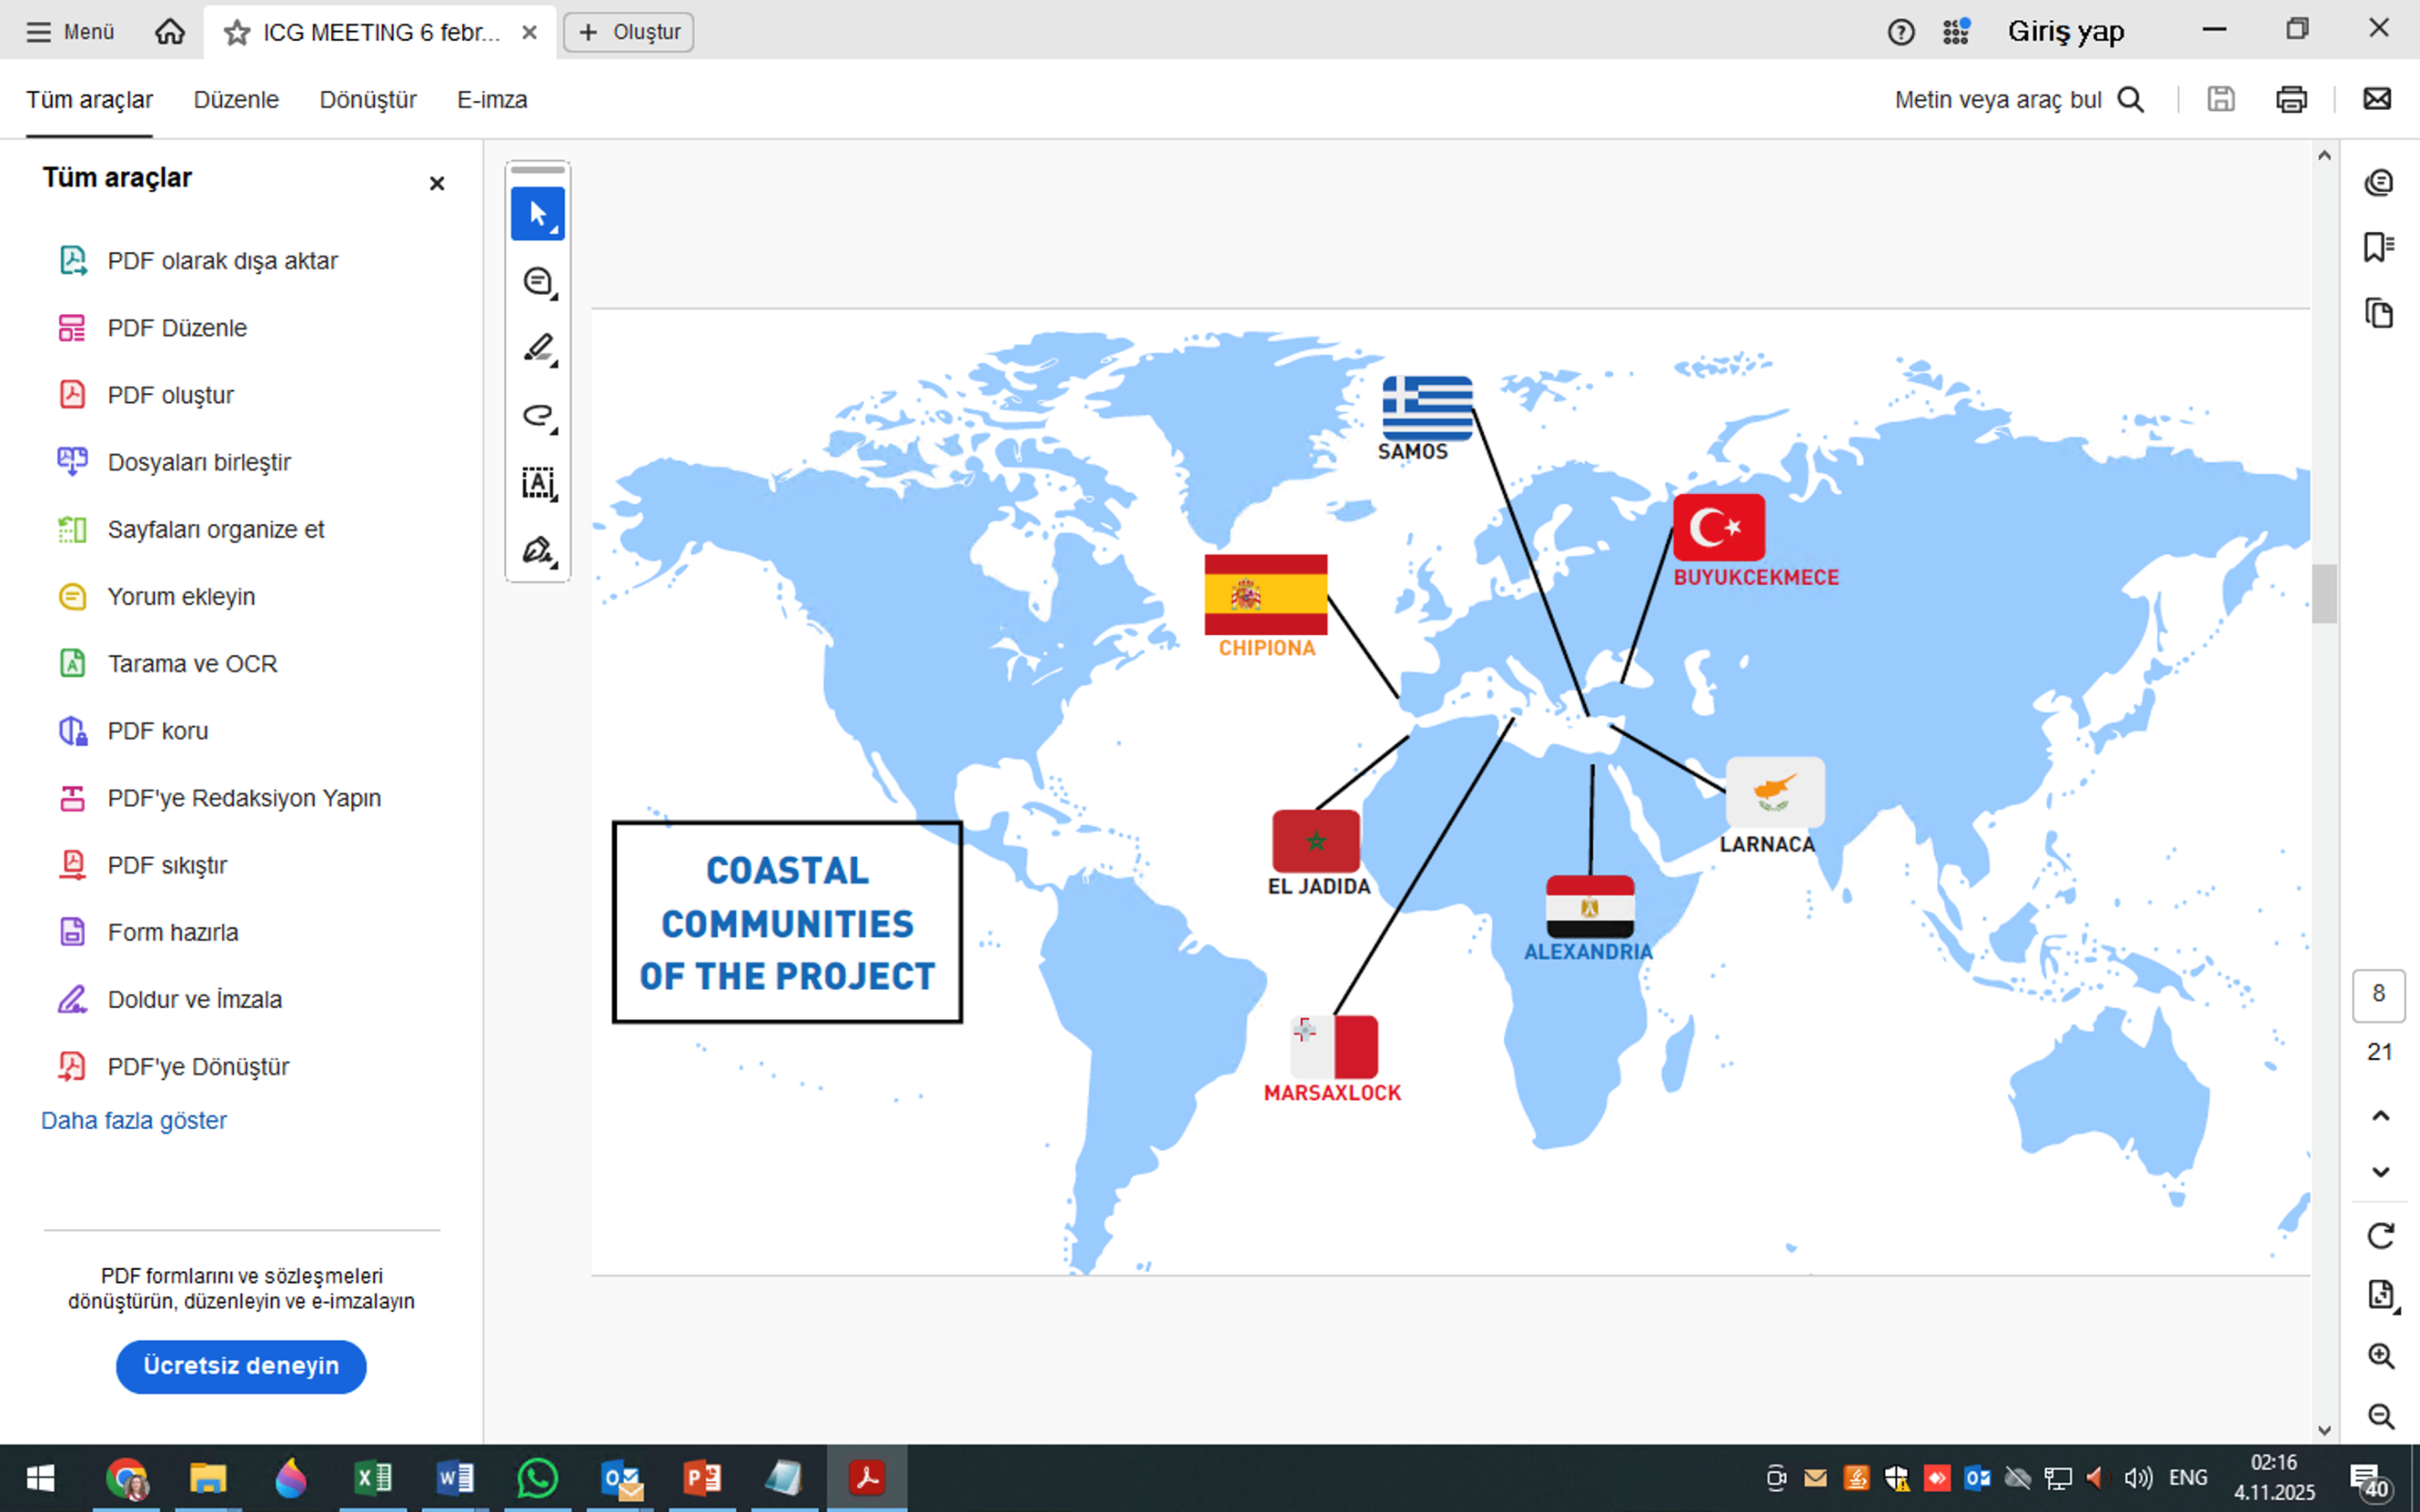 Menü
ICG MEETING 6 febr...
Oluştur
Giriş yap
Tüm araçlar
Düzenle
Dönüştür
E-imza
Metin veya araç bul
Tüm araçlar
PDF olarak dışa aktar
PDF Düzenle
PDF oluştur
Dosyaları birleştir
Sayfaları organize et
Yorum ekleyin
Tarama ve OCR
PDF koru
PDF'ye Redaksiyon Yapın
PDF sıkıştır
Form hazırla
Doldur ve İmzala
PDF'ye Dönüştür
Daha fazla göster
PDF formlarını ve sözleşmeleri
dönüştürün, düzenleyin ve e-imzalayın
Ücretsiz deneyin
SAMOS
BUYUKCEKMECE
CHIPIONA
LARNACA
EL JADIDA
ALEXANDRIA
MARSAXLOCK
COASTAL
COMMUNITIES
OF THE PROJECT
8
21
ENG
02:16
4.11.2025
40